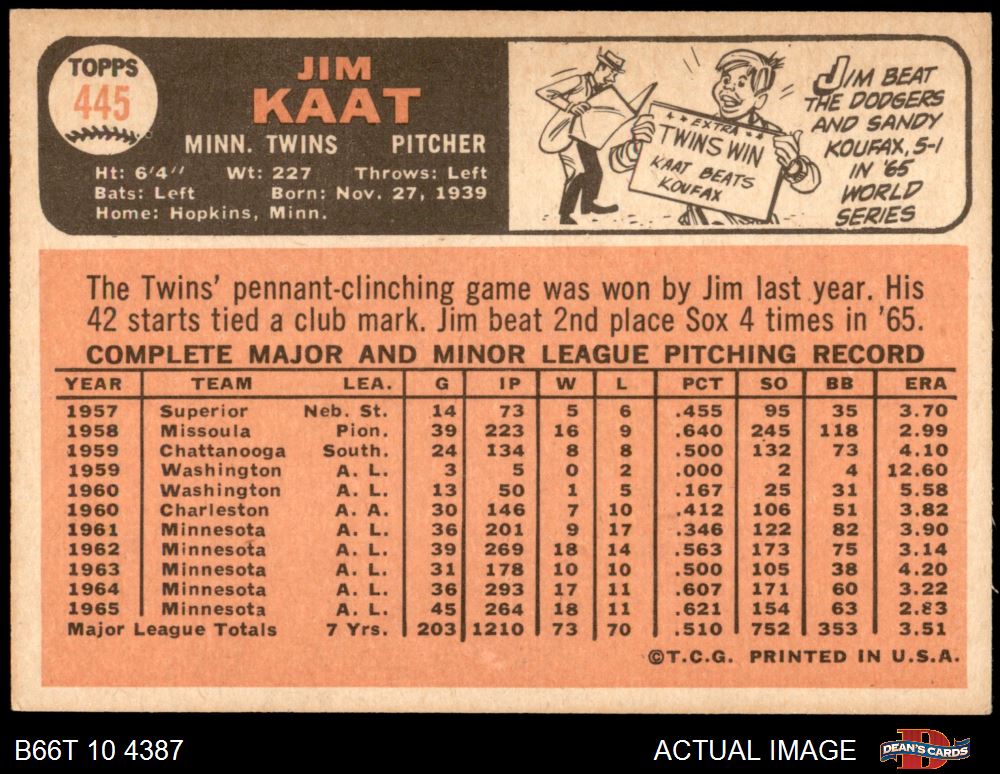 TOPPS
445
JIM
KAAT
MINN. TWINS PITCHER
Ht: 6'4" Wt: 227 Throws: Left
Bats: Left Born: Nov. 27, 1939
Home: Hopkins, Minn.
EXTRA
TWINS WIN
KAAT BEATS
KOUFAX
JIM BEAT
THE DODGERS
AND SANDY
KOUFAX, 5-1
IN '65
WORLD
SERIES
The Twins' pennant-clinching game was won by Jim last year. His
42 starts tied a club mark. Jim beat 2nd place Sox 4 times in '65.
COMPLETE MAJOR AND MINOR LEAGUE PITCHING RECORD
YEAR TEAM LEA. G IP W L PCT SO BB ERA
1957 Superior Neb. St. 14 73 5 6 .455 95 35 3.70
1958 Missoula Pion. 39 223 16 9 .640 245 118 2.99
1959 Chattanooga South. 24 134 8 8 .500 132 73 4.10
1959 Washington A. L. 3 5 0 2 .000 2 4 12.60
1960 Washington A. L. 13 50 1 5 .167 25 31 5.58
1960 Charleston A. A. 30 146 7 10 .412 106 51 3.82
1961 Minnesota A. L. 36 201 9 17 .346 122 82 3.90
1962 Minnesota A. L. 39 269 18 14 .563 173 75 3.14
1963 Minnesota A. L. 31 178 10 10 .500 105 38 4.20
1964 Minnesota A. L. 36 293 17 11 .607 171 60 3.22
1965 Minnesota A. L. 45 264 18 11 .621 154 63 2.83
Major League Totals 7 Yrs. 203 1210 73 70 .510 752 353 3.51
©T.C.G. PRINTED IN U.S.A.
B66T 10 4387 ACTUAL IMAGE DEAN'S CARDS